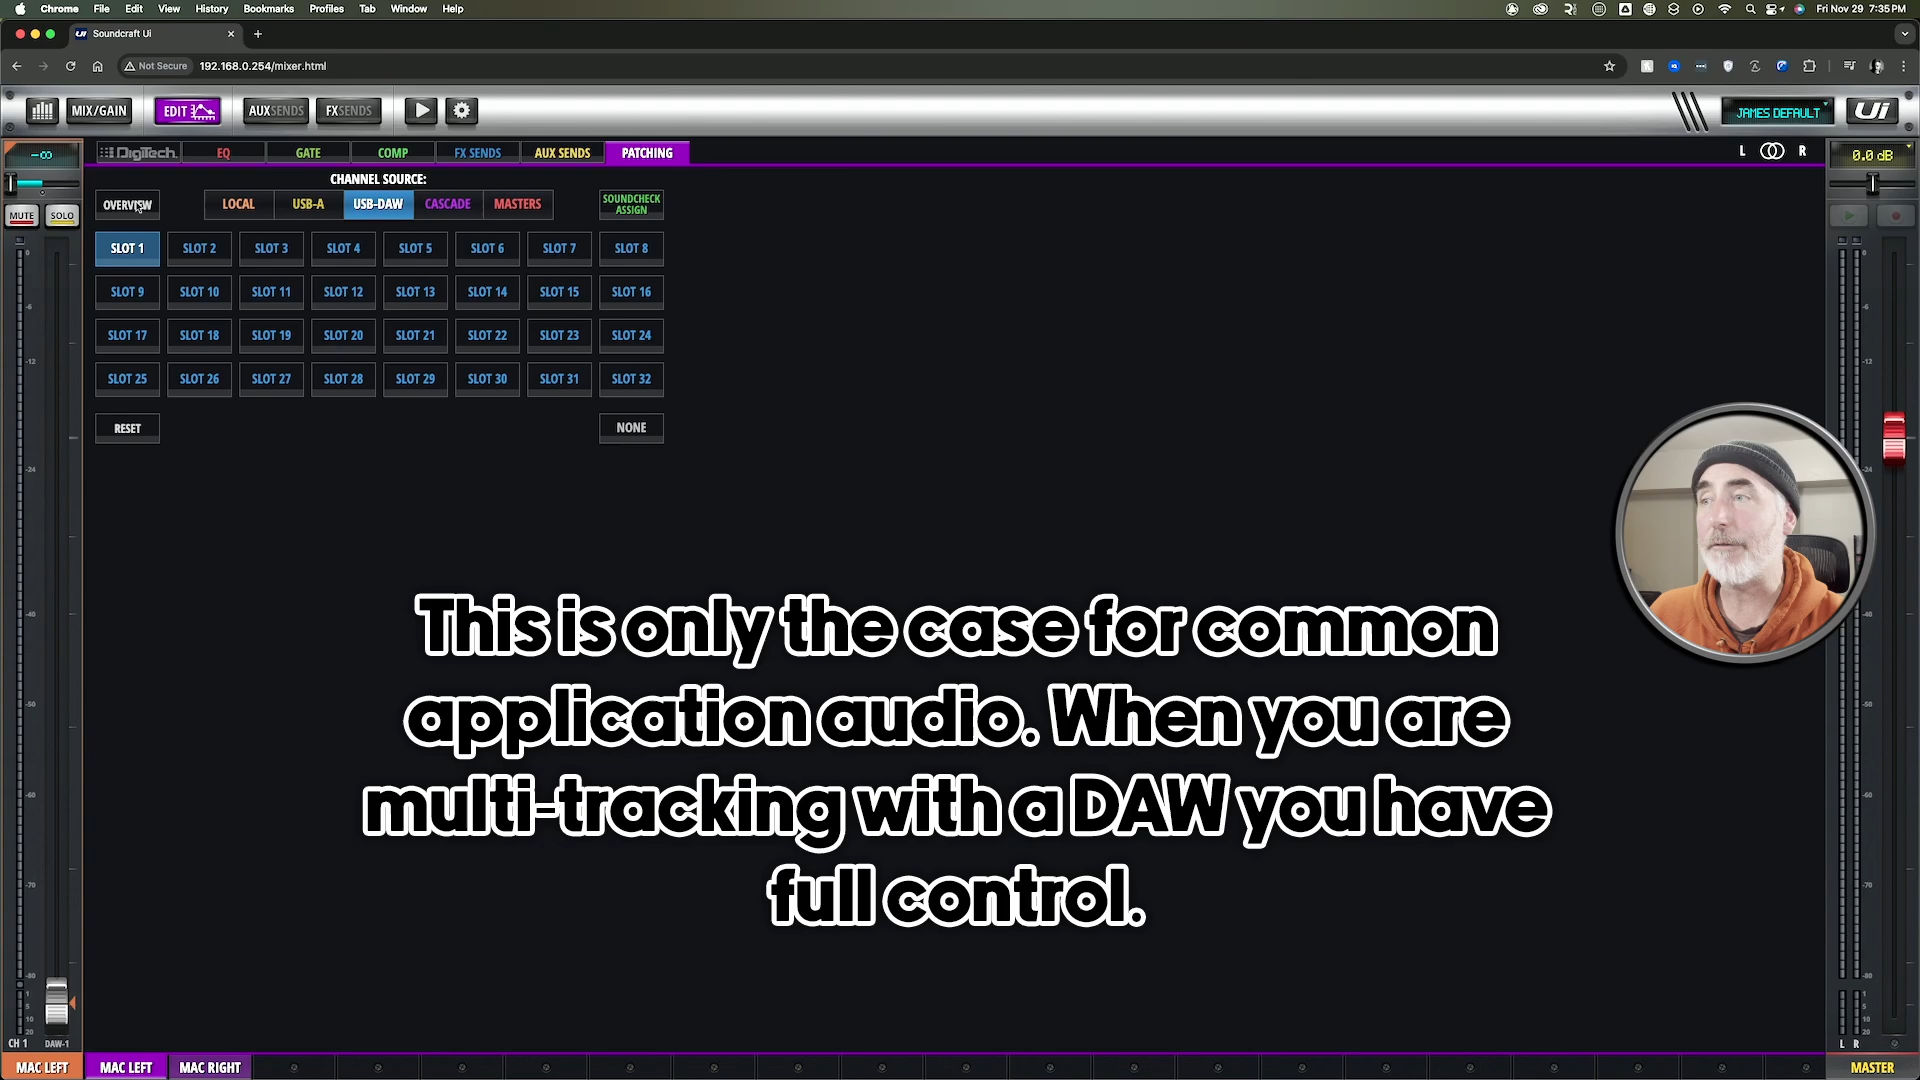 Chrome File Edit View History Bookmarks Profiles Tab Window Help Fri Nov 29 7:35 PM
Soundcraft Ui
Not Secure 192.168.0.254/mixer.html
MIX/GAIN EDIT AUXSENDS FXSENDS JAMES DEFAULT Ui
-∞ DigiTech EQ GATE COMP FX SENDS AUX SENDS PATCHING L R 0.0 dB
CHANNEL SOURCE:
OVERVIEW LOCAL USB-A USB-DAW CASCADE MASTERS SOUNDCHECK
ASSIGN
MUTE SOLO
SLOT 1 SLOT 2 SLOT 3 SLOT 4 SLOT 5 SLOT 6 SLOT 7 SLOT 8
SLOT 9 SLOT 10 SLOT 11 SLOT 12 SLOT 13 SLOT 14 SLOT 15 SLOT 16
SLOT 17 SLOT 18 SLOT 19 SLOT 20 SLOT 21 SLOT 22 SLOT 23 SLOT 24
SLOT 25 SLOT 26 SLOT 27 SLOT 28 SLOT 29 SLOT 30 SLOT 31 SLOT 32
RESET NONE
This is only the case for common
application audio. When you are
multi-tracking with a DAW you have
full control.
CH 1 DAW-1 L R
MAC LEFT MAC LEFT MAC RIGHT MASTER